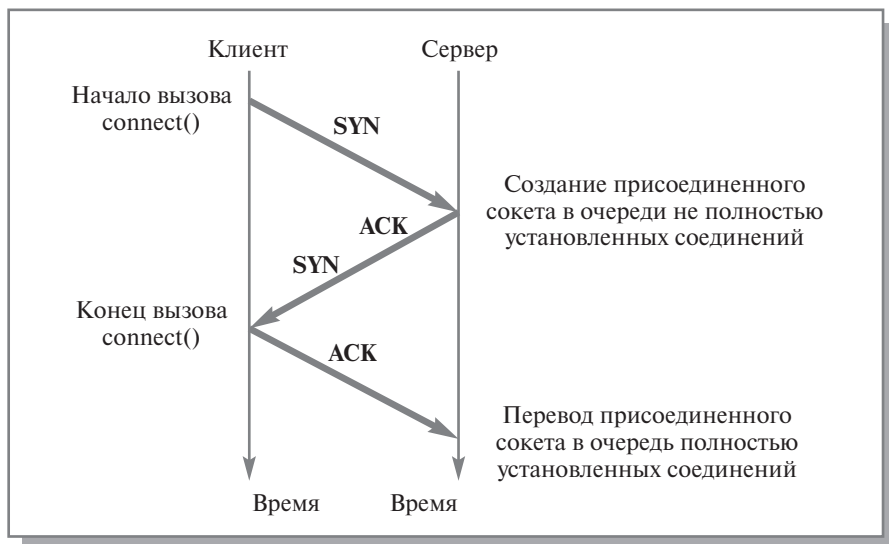 Клиент
Сервер
Начало вызова
connect()
SYN
Создание присоединенного
сокета в очереди не полностью
установленных соединений
ACK
SYN
Конец вызова
connect()
ACK
Перевод присоединенного
сокета в очередь полностью
установленных соединений
Время
Время